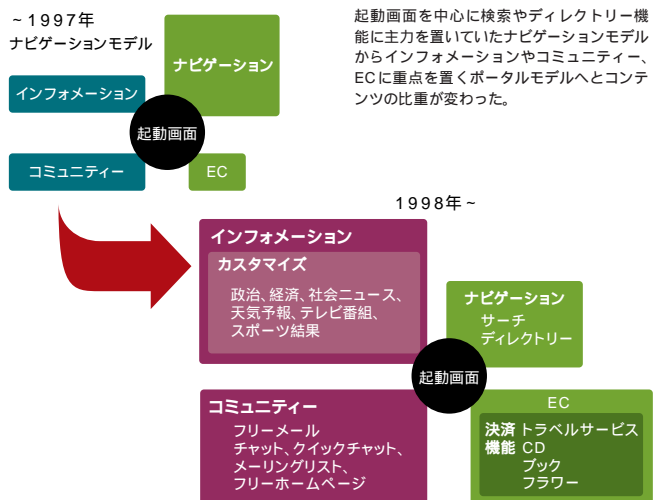 ~1997年
ナビゲーションモデル
ナビゲーション
インフォメーション
起動画面
コミュニティー
EC
起動画面を中心に検索やディレクトリー機
能に主力を置いていたナビゲーションモデル
からインフォメーションやコミュニティー、
ECに重点を置くポータルモデルへとコンテ
ンツの比重が変わった。
1998年~
インフォメーション
カスタマイズ
政治、経済、社会ニュース、
天気予報、テレビ番組、
スポーツ結果
ナビゲーション
サーチ
ディレクトリー
起動画面
コミュニティー
フリーメール
チャット、クイックチャット、
メーリングリスト、
フリーホームページ
EC
決済 トラベルサービス
機能 CD
ブック
フラワー